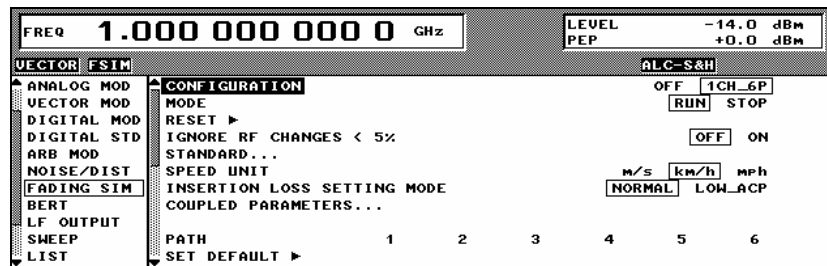 FREQ 1.000 000 000 0 GHz LEVEL -14.0 dBm
PEP +0.0 dBm
VECTOR FSIM ALC-S&H
ANALOG MOD CONFIGURATION OFF 1CH_6P
VECTOR MOD MODE RUN STOP
DIGITAL MOD RESET ►
DIGITAL STD IGNORE RF CHANGES < 5% OFF ON
ARB MOD STANDARD...
NOISE/DIST SPEED UNIT m/s km/h mph
FADING SIM INSERTION LOSS SETTING MODE NORMAL LOW_ACP
BERT COUPLED PARAMETERS...
LF OUTPUT
SWEEP PATH 1 2 3 4 5 6
LIST SET DEFAULT ►